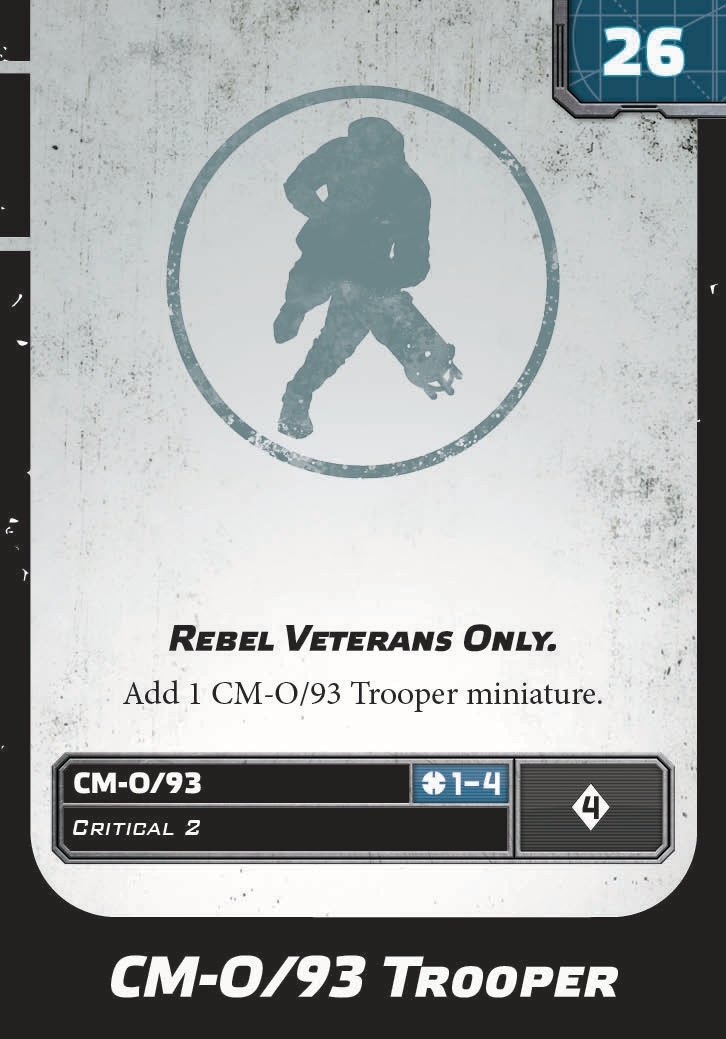 26
Rebel Veterans Only.
Add 1 CM-O/93 Trooper miniature.
CM-O/93 1–4
Critical 2
4
CM-O/93 Trooper